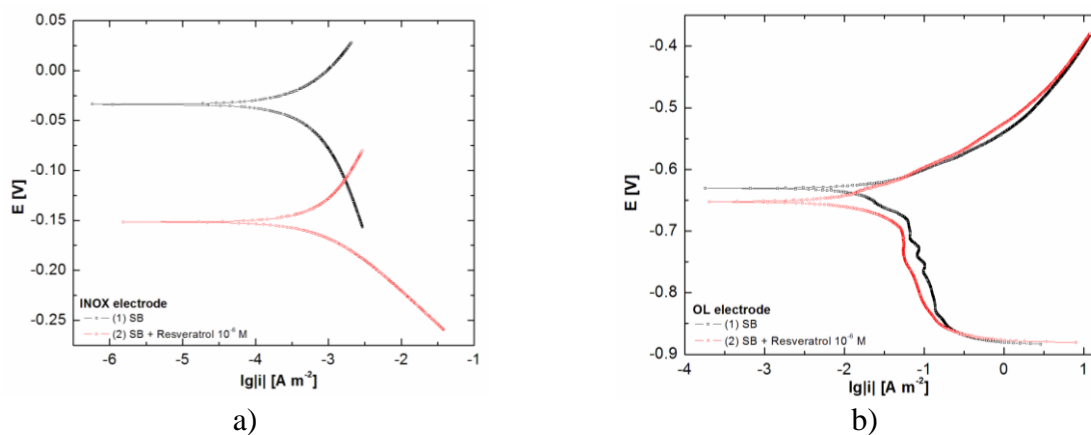 0.05
0.00
-0.05
-0.10
-0.15
-0.20
-0.25
E [V]
INOX electrode
(1) SB
(2) SB + Resveratrol 10⁻⁶ M
-6
-5
-4
-3
-2
-1
lg|i| [A m⁻²]
a)
-0.4
-0.5
-0.6
-0.7
-0.8
-0.9
E [V]
OL electrode
(1) SB
(2) SB + Resveratrol 10⁻⁶ M
-4
-3
-2
-1
0
1
lg|i| [A m⁻²]
b)